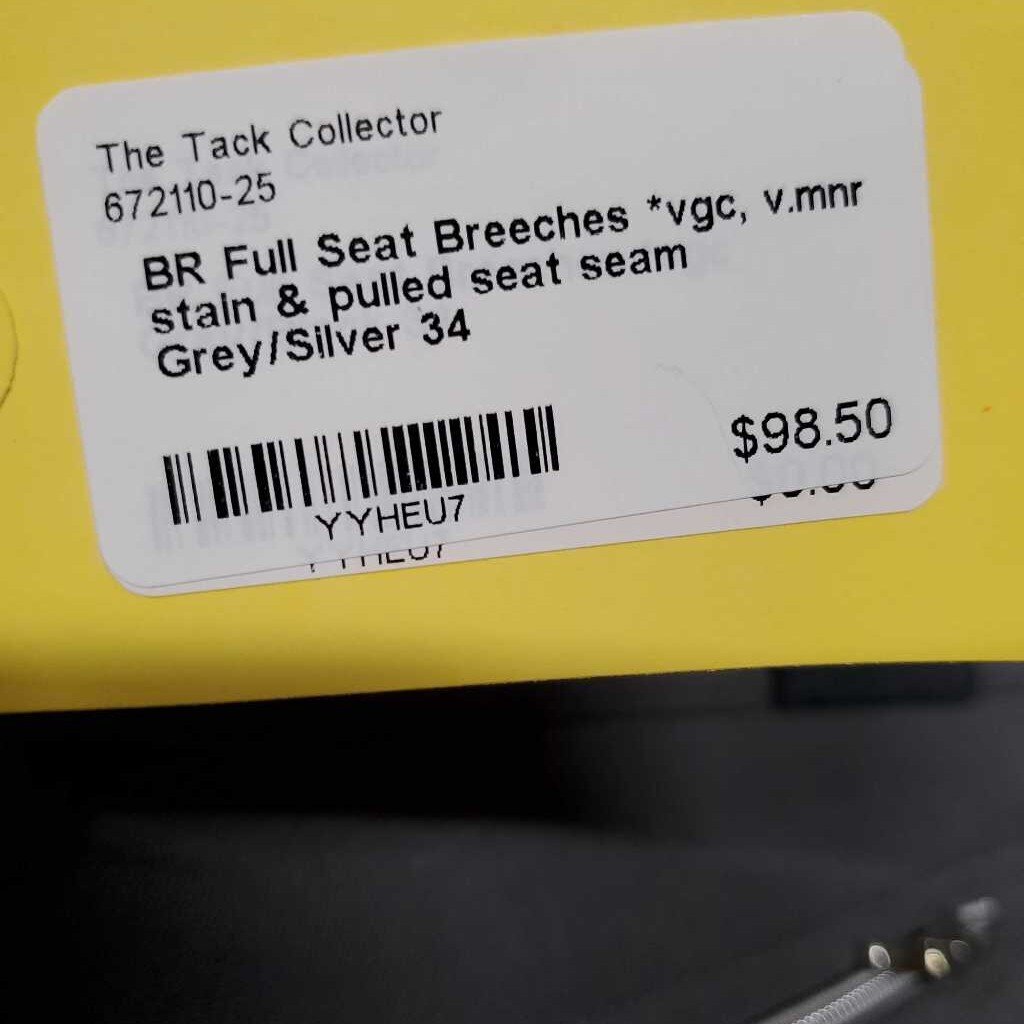 The Tack Collector
672110-25
BR Full Seat Breeches *vgc, v.mnr
stain & pulled seat seam
Grey/Silver 34
$98.50
YYHEU7